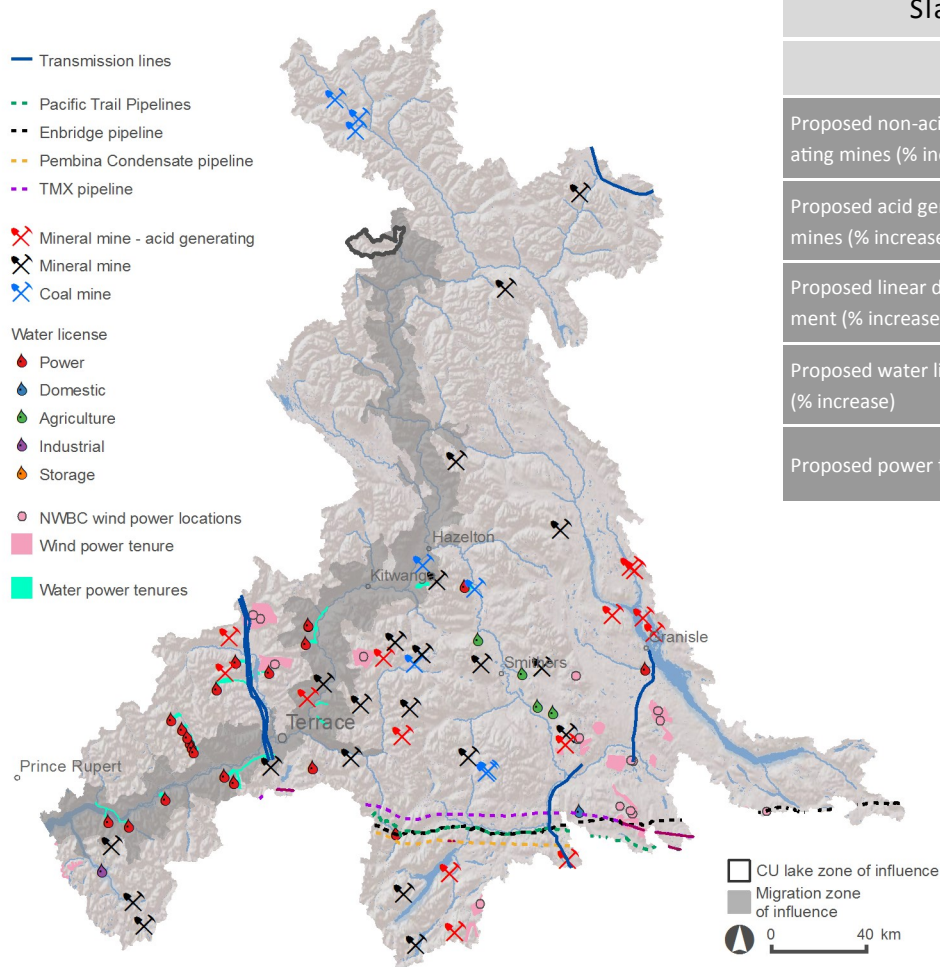 Transmission lines
Pacific Trail Pipelines
Enbridge pipeline
Pembina Condensate pipeline
TMX pipeline
Mineral mine - acid generating
Mineral mine
Coal mine
Water license
Power
Domestic
Agriculture
Industrial
Storage
NWBC wind power locations
Wind power tenure
Water power tenures
Hazelton
Kitwanga
Granisle
Smithers
Terrace
Prince Rupert
Sla
Proposed non-aci
ating mines (% in
Proposed acid ge
mines (% increase
Proposed linear d
ment (% increase
Proposed water li
(% increase)
Proposed power t
CU lake zone of influence
Migration zone
of influence
0 40 km